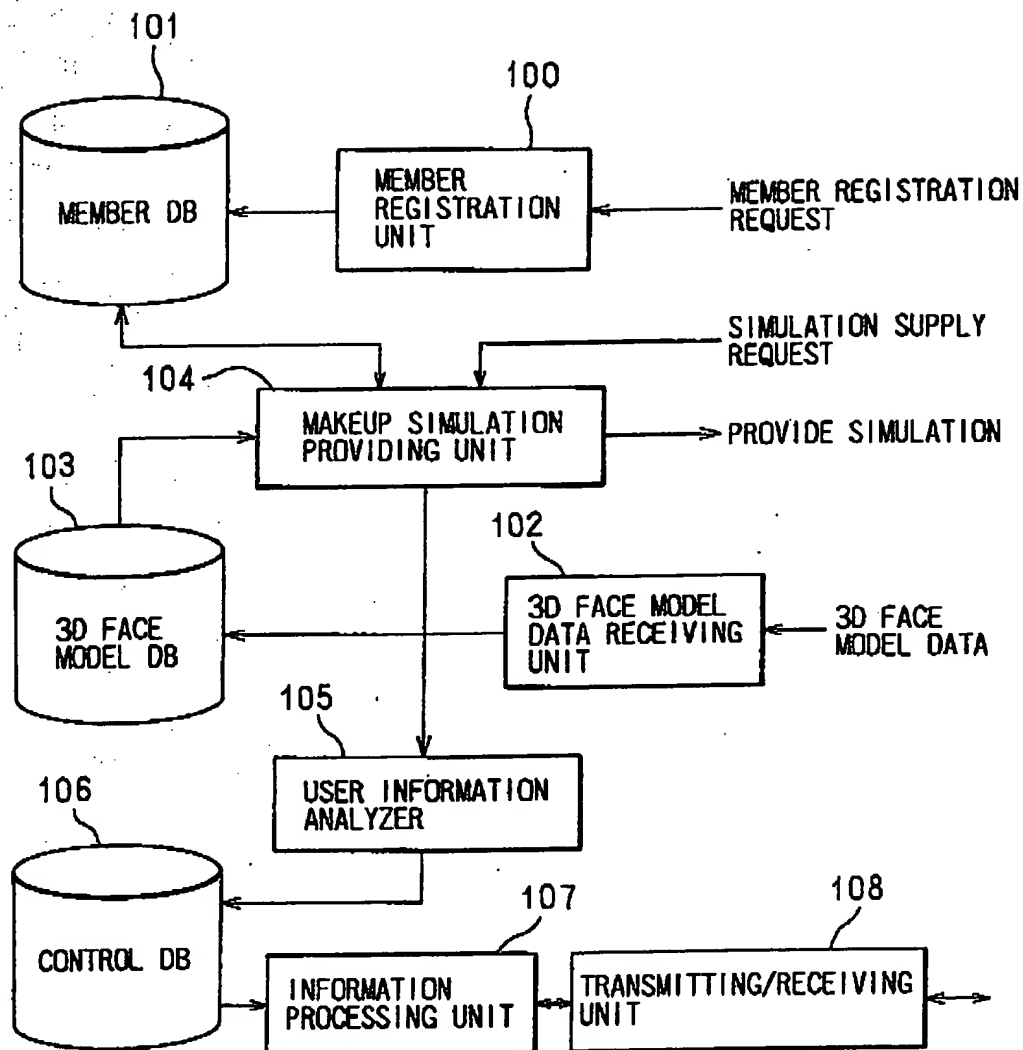 101
100
MEMBER DB
MEMBER
REGISTRATION
UNIT
MEMBER REGISTRATION
REQUEST
SIMULATION SUPPLY
REQUEST
104
MAKEUP SIMULATION
PROVIDING UNIT
PROVIDE SIMULATION
103
102
3D FACE
MODEL DB
3D FACE MODEL
DATA RECEIVING
UNIT
3D FACE
MODEL DATA
105
USER INFORMATION
ANALYZER
106
107
108
CONTROL DB
INFORMATION
PROCESSING UNIT
TRANSMITTING/RECEIVING
UNIT